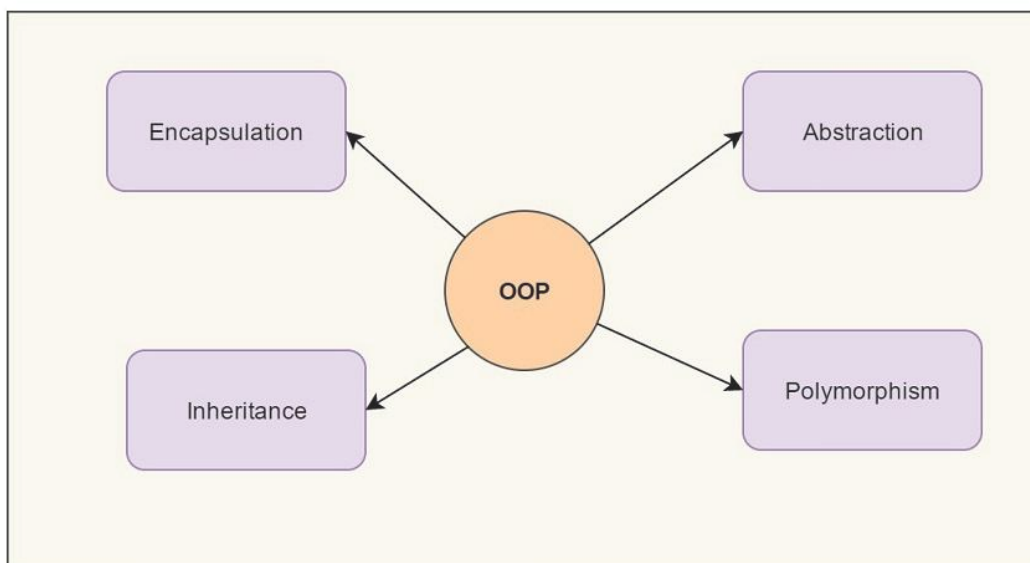 Encapsulation
Abstraction
OOP
Inheritance
Polymorphism